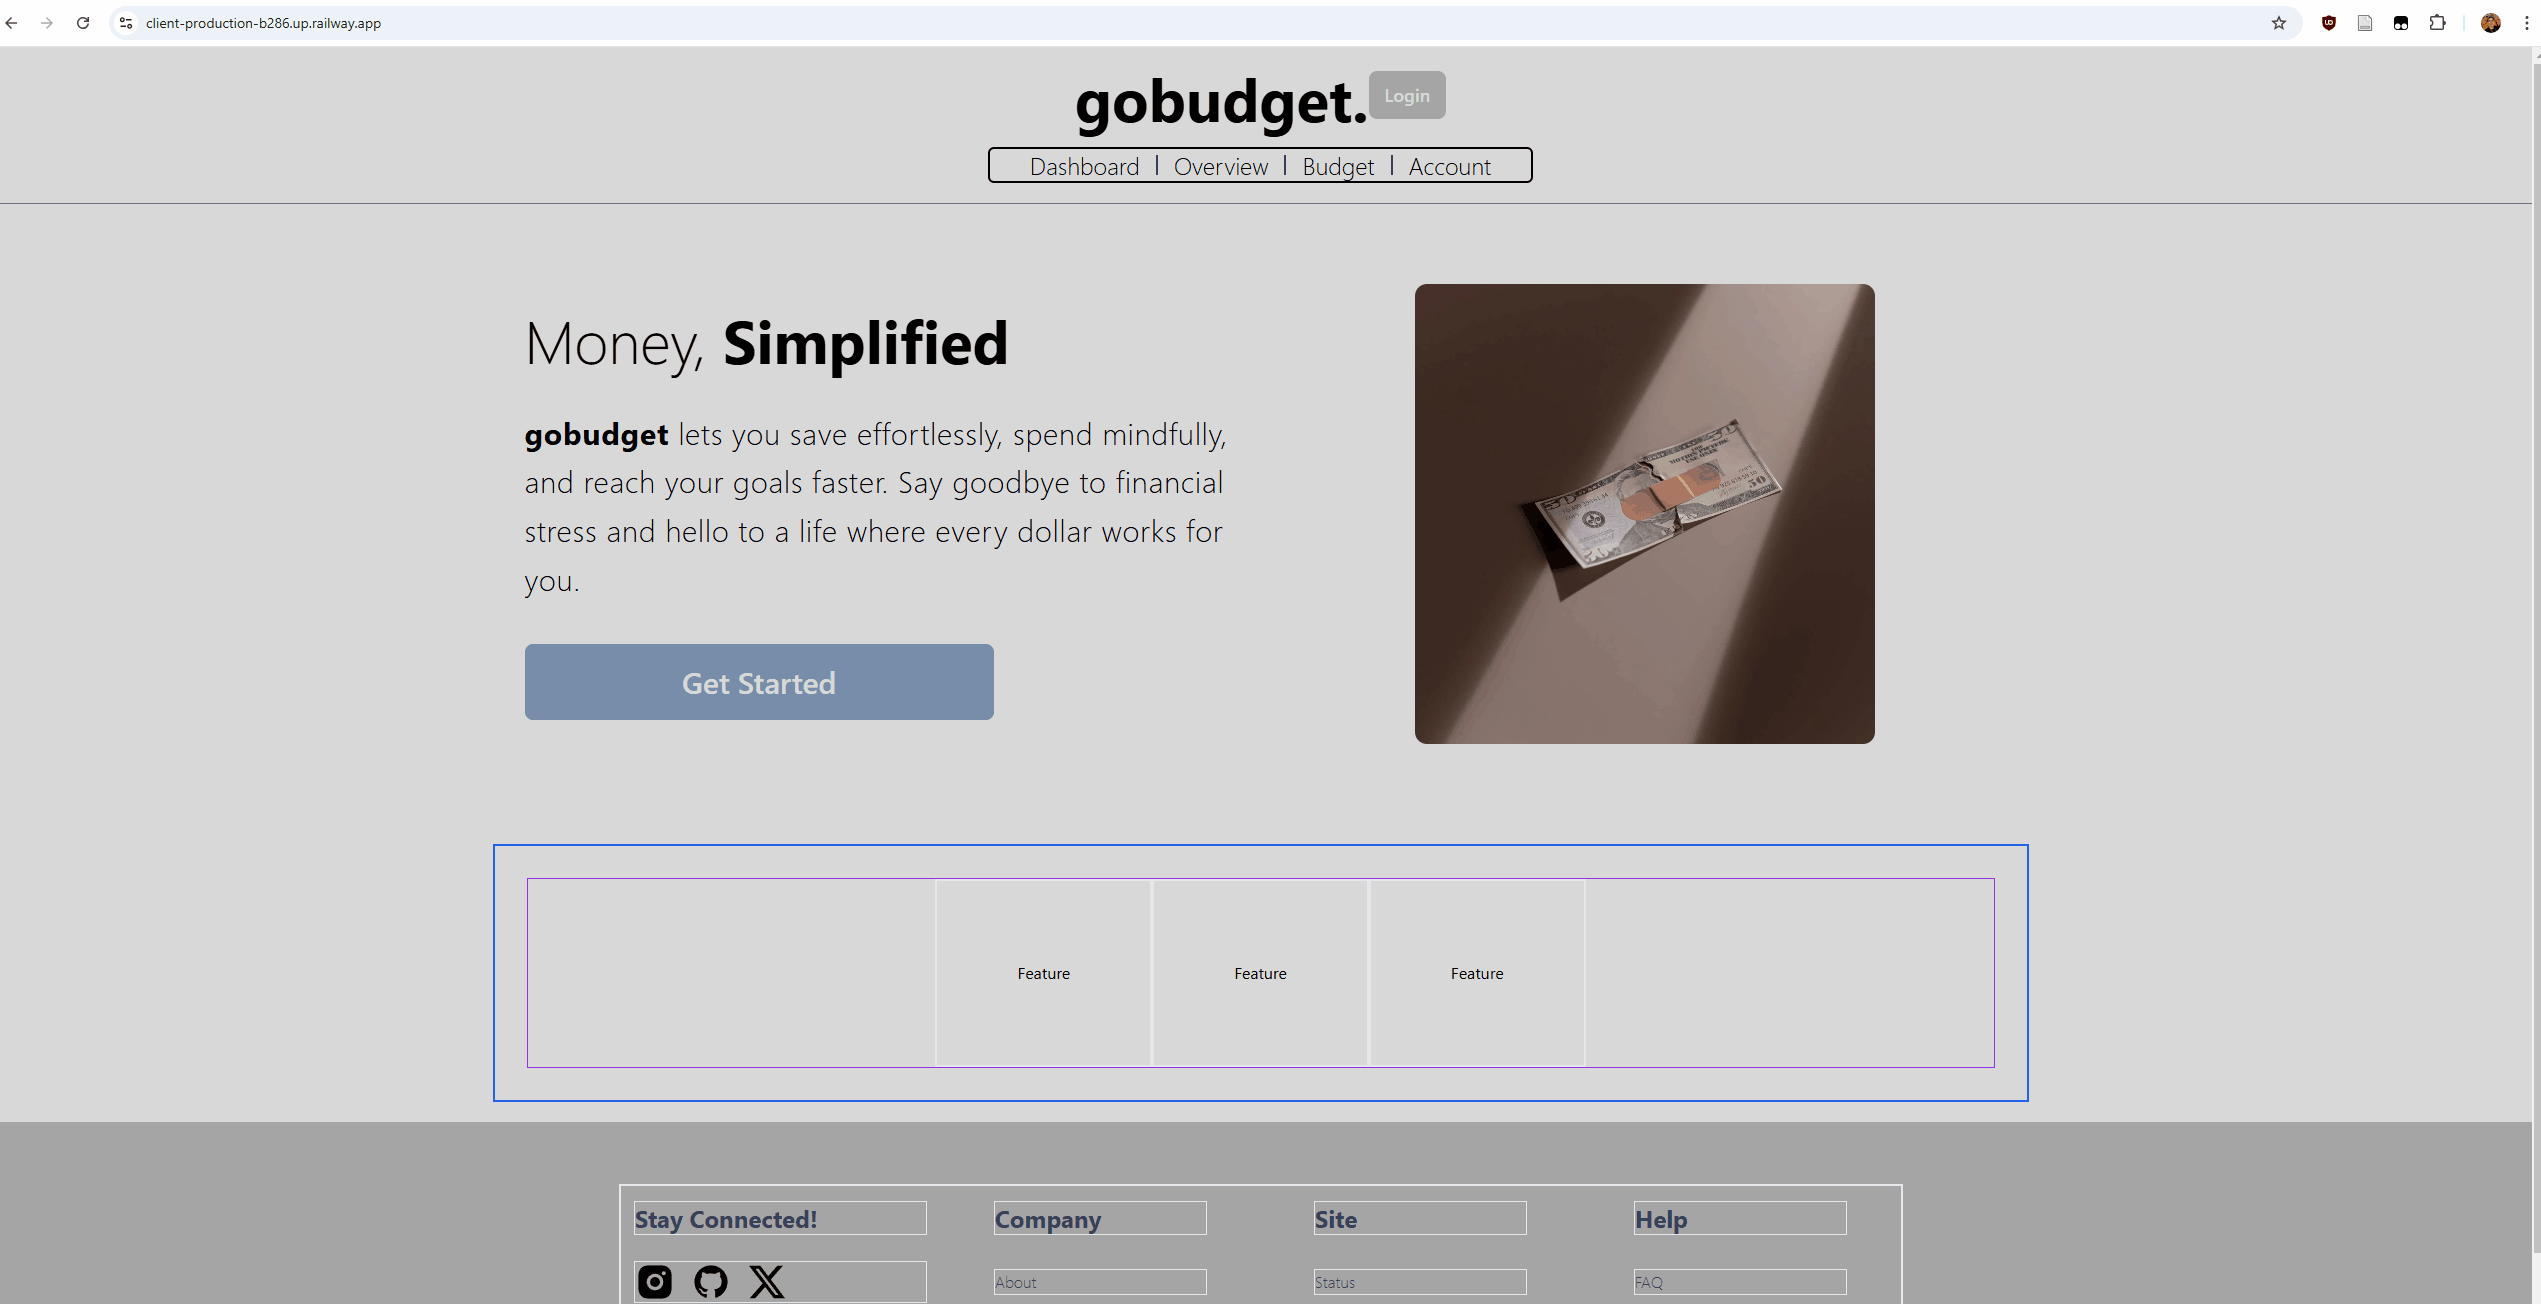 client-production-b286.up.railway.app
gobudget.
Login
Dashboard | Overview | Budget | Account
Money, Simplified
gobudget lets you save effortlessly, spend mindfully,
and reach your goals faster. Say goodbye to financial
stress and hello to a life where every dollar works for
you.
Get Started
50
50
Feature Feature Feature
Stay Connected! Company Site Help
About Status FAQ